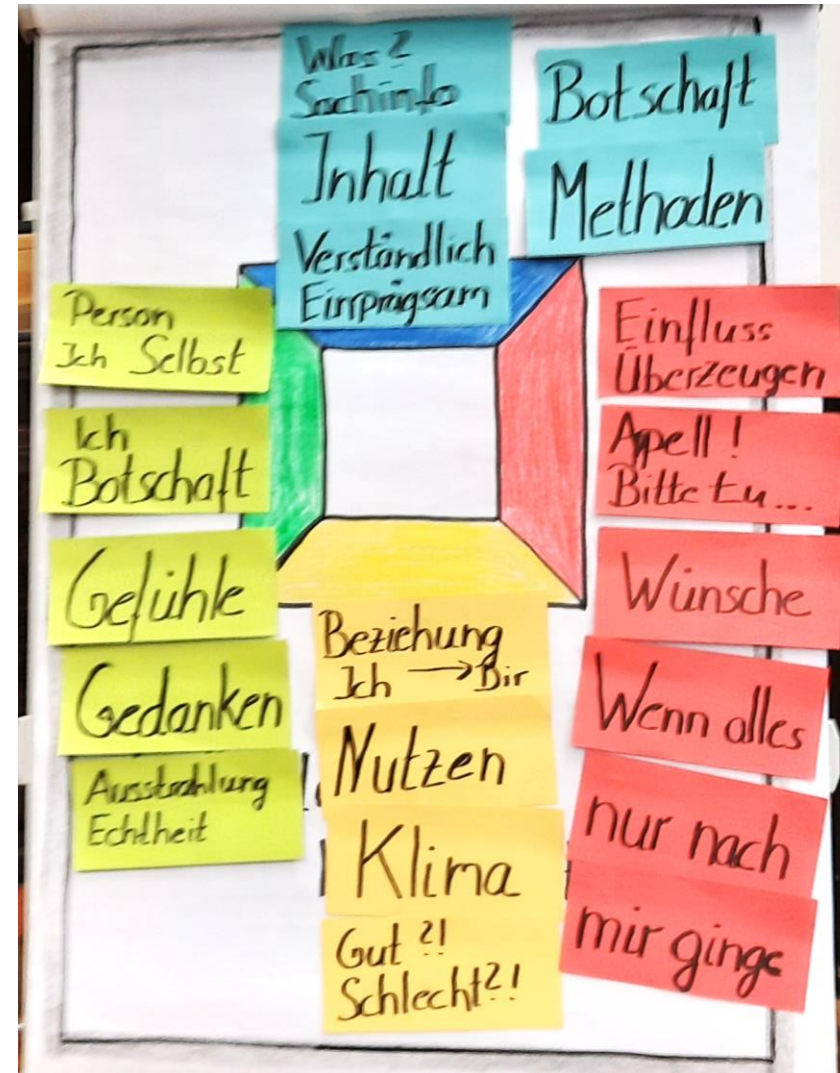 Was?
Sachinfo
Inhalt
Verständlich
Einprägsam
Botschaft
Methoden
Person
Ich Selbst
Ich
Botschaft
Gefühle
Gedanken
Ausstrahlung
Echtheit
Beziehung
Ich → Dir
Nutzen
Klima
Gut ?!
Schlecht?!
Einfluss
Überzeugen
Apell !
Bitte tu...
Wünsche
Wenn alles
nur nach
mir ginge